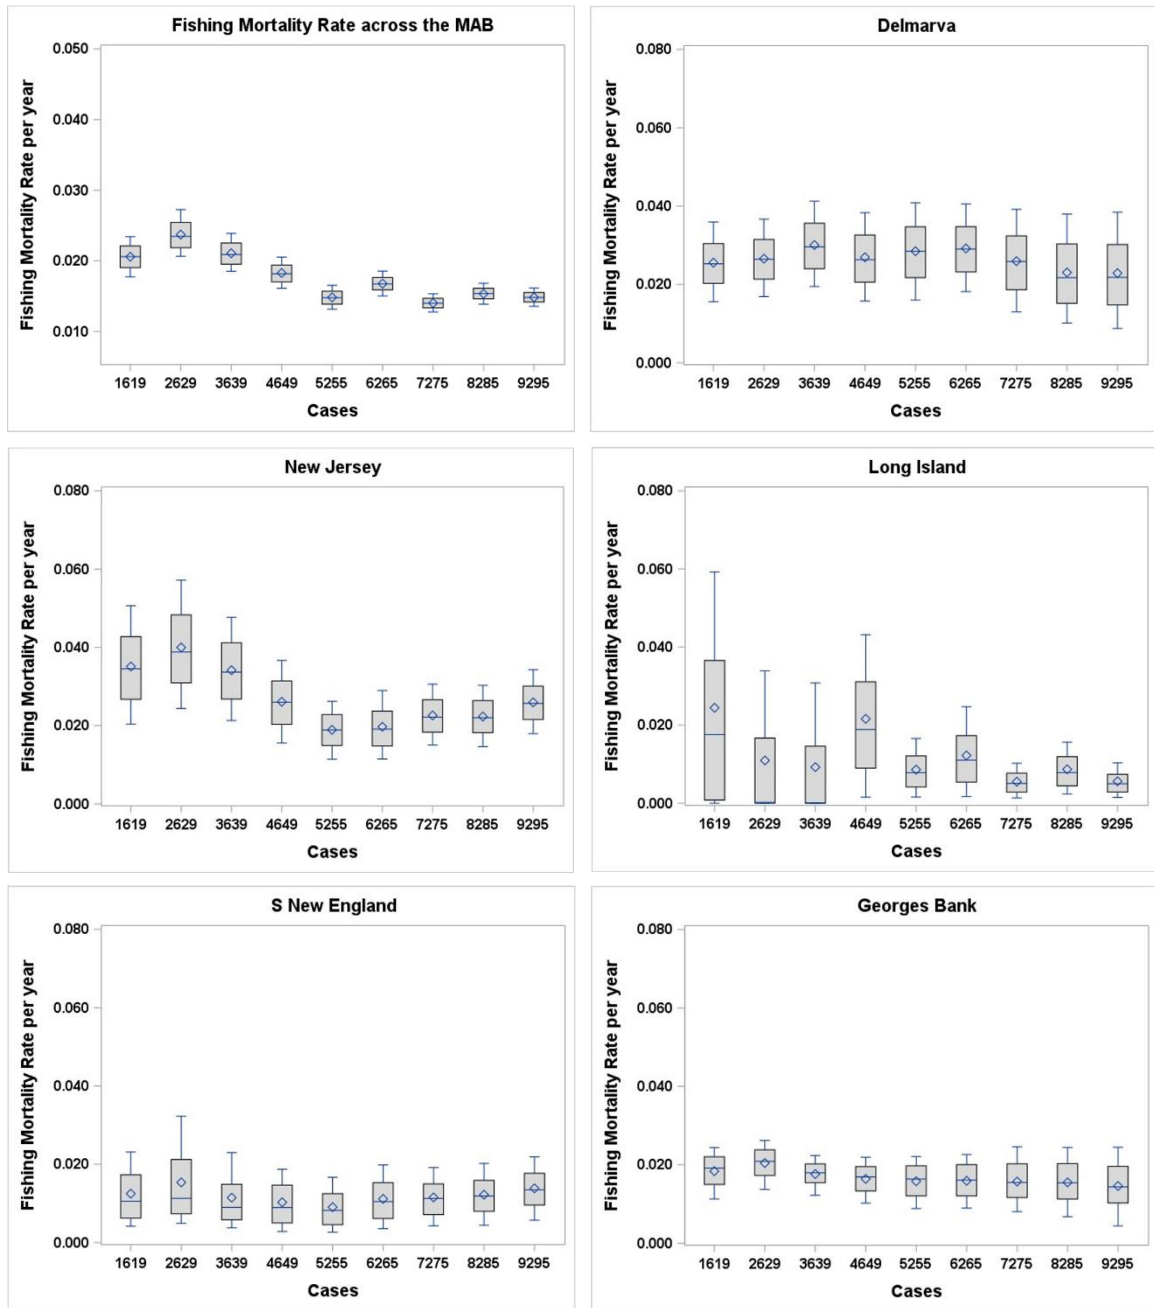 Fishing Mortality Rate across the MAB
Fishing Mortality Rate per year
0.050
0.040
0.030
0.020
0.010
1619 2629 3639 4649 5255 6265 7275 8285 9295
Cases
Delmarva
Fishing Mortality Rate per year
0.080
0.060
0.040
0.020
0.000
1619 2629 3639 4649 5255 6265 7275 8285 9295
Cases
New Jersey
Fishing Mortality Rate per year
0.080
0.060
0.040
0.020
0.000
1619 2629 3639 4649 5255 6265 7275 8285 9295
Cases
Long Island
Fishing Mortality Rate per year
0.080
0.060
0.040
0.020
0.000
1619 2629 3639 4649 5255 6265 7275 8285 9295
Cases
S New England
Fishing Mortality Rate per year
0.080
0.060
0.040
0.020
0.000
1619 2629 3639 4649 5255 6265 7275 8285 9295
Cases
Georges Bank
Fishing Mortality Rate per year
0.080
0.060
0.040
0.020
0.000
1619 2629 3639 4649 5255 6265 7275 8285 9295
Cases